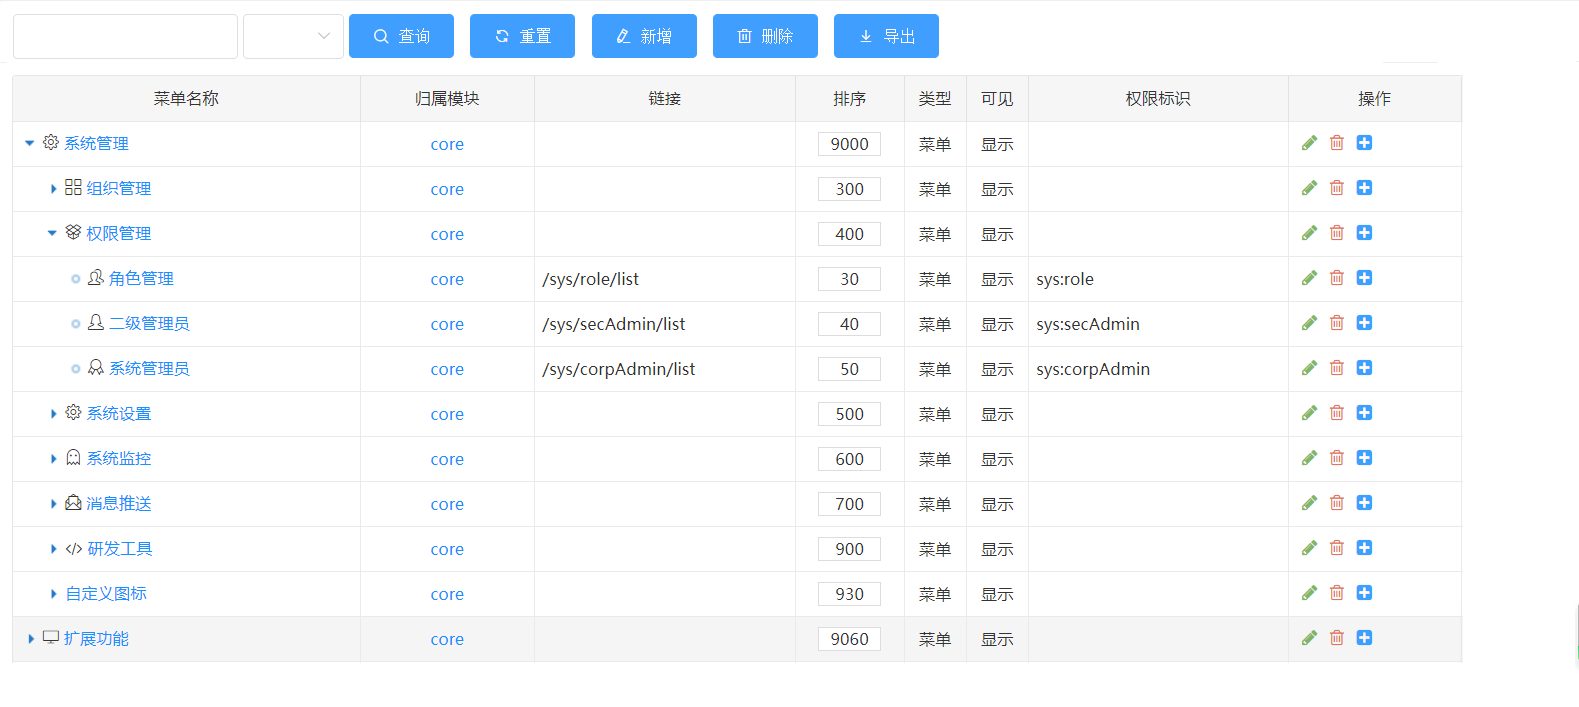 查询 重置 新增 删除 导出
菜单名称 归属模块 链接 排序 类型 可见 权限标识 操作
系统管理 core 9000 菜单 显示
组织管理 core 300 菜单 显示
权限管理 core 400 菜单 显示
角色管理 core /sys/role/list 30 菜单 显示 sys:role
二级管理员 core /sys/secAdmin/list 40 菜单 显示 sys:secAdmin
系统管理员 core /sys/corpAdmin/list 50 菜单 显示 sys:corpAdmin
系统设置 core 500 菜单 显示
系统监控 core 600 菜单 显示
消息推送 core 700 菜单 显示
研发工具 core 900 菜单 显示
自定义图标 core 930 菜单 显示
扩展功能 core 9060 菜单 显示